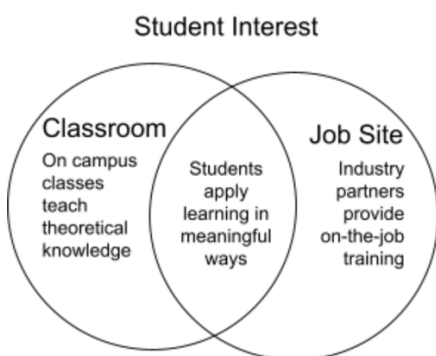 Student Interest
Classroom
On campus
classes
teach
theoretical
knowledge
Students
apply
learning in
meaningful
ways
Job Site
Industry
partners
provide
on-the-job
training